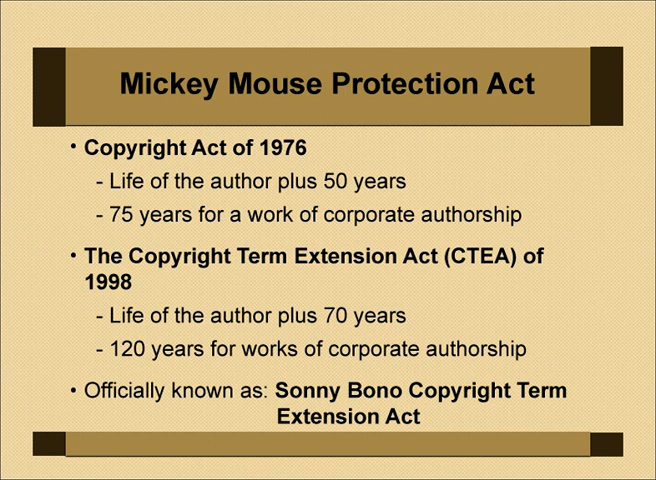 Mickey Mouse Protection Act
• Copyright Act of 1976
- Life of the author plus 50 years
- 75 years for a work of corporate authorship
• The Copyright Term Extension Act (CTEA) of
1998
- Life of the author plus 70 years
- 120 years for works of corporate authorship
• Officially known as: Sonny Bono Copyright Term
Extension Act